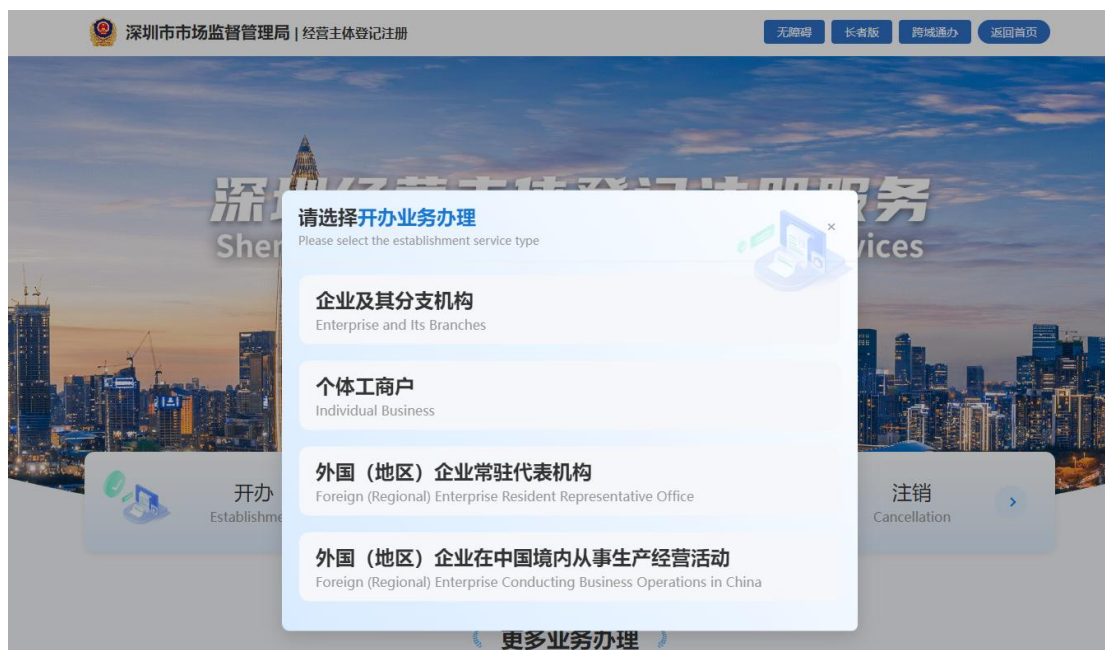 深圳市市场监督管理局 | 经营主体登记注册
无障碍 长者版 跨域通办 返回首页
请选择开办业务办理
Please select the establishment service type
×
企业及其分支机构
Enterprise and Its Branches
个体工商户
Individual Business
外国（地区）企业常驻代表机构
Foreign (Regional) Enterprise Resident Representative Office
外国（地区）企业在中国境内从事生产经营活动
Foreign (Regional) Enterprise Conducting Business Operations in China
开办
注销
Cancellation
更多业务办理